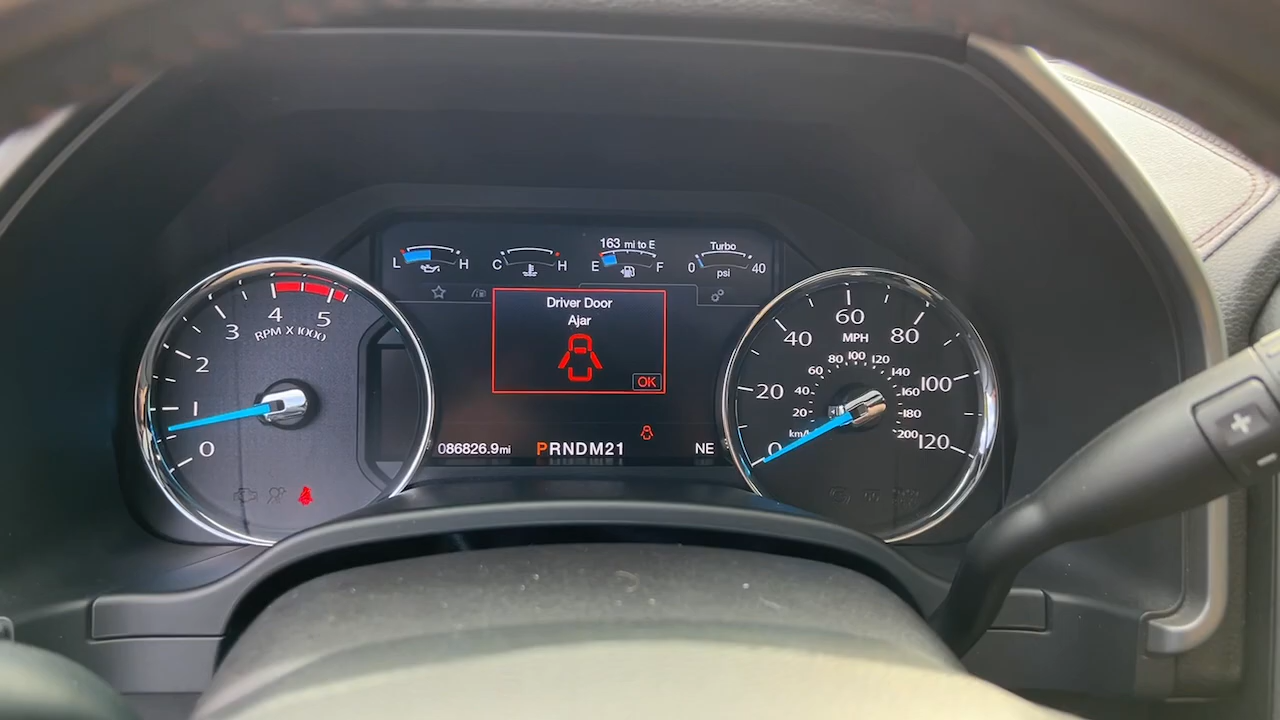 163 mi to E
Turbo
L H
C H
E F
0 40
psi
Driver Door
Ajar
OK
086826.9 mi
PRNDM21
NE
0 1 2 3 4 5
RPM X 1000
0 20 40 60 80 100 120
MPH
km/h
20 40 60 80 100 120 140 160 180 200
+